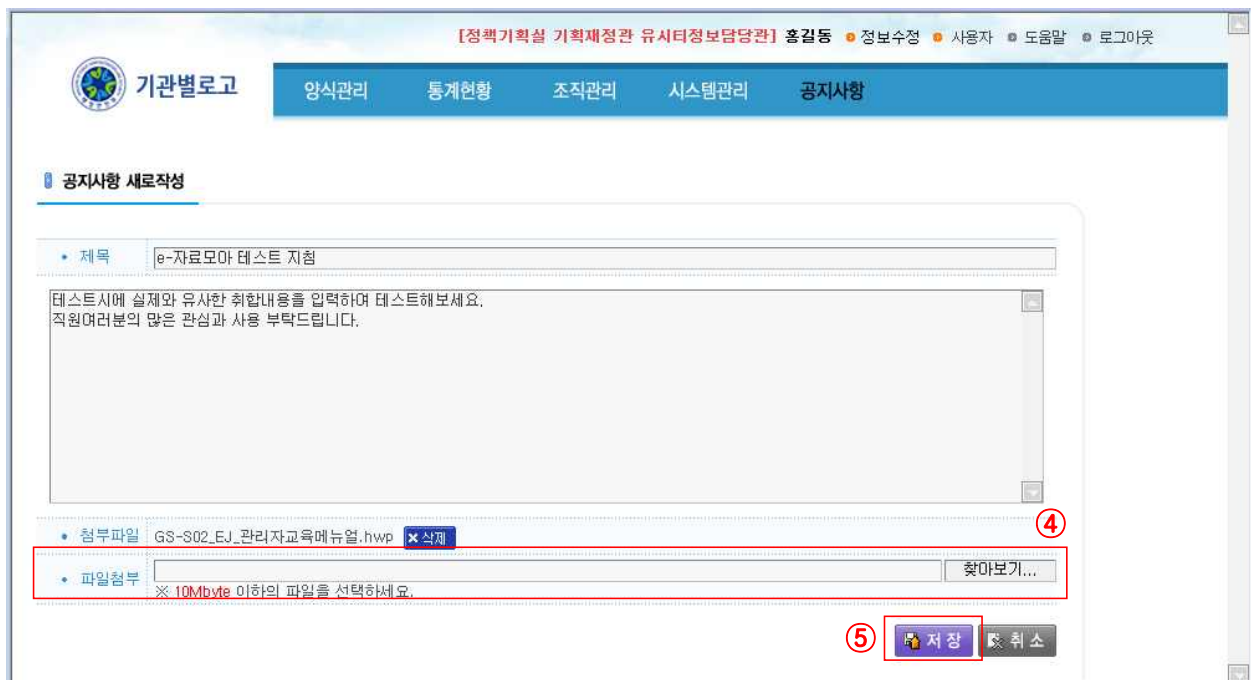 [정책기획실 기획재정관 유시티정보담당관] 홍길동 정보수정 사용자 도움말 로그아웃
기관별로고 양식관리 통계현황 조직관리 시스템관리 공지사항
공지사항 새로작성
• 제목 e-자료모아 테스트 지침
테스트시에 실제와 유사한 취합내용을 입력하여 테스트해보세요.
직원여러분의 많은 관심과 사용 부탁드립니다.
• 첨부파일 GS-S02_EJ_관리자교육메뉴얼.hwp 삭제
④
• 파일첨부 찾아보기...
※ 10Mbyte 이하의 파일을 선택하세요.
⑤ 저장 취소